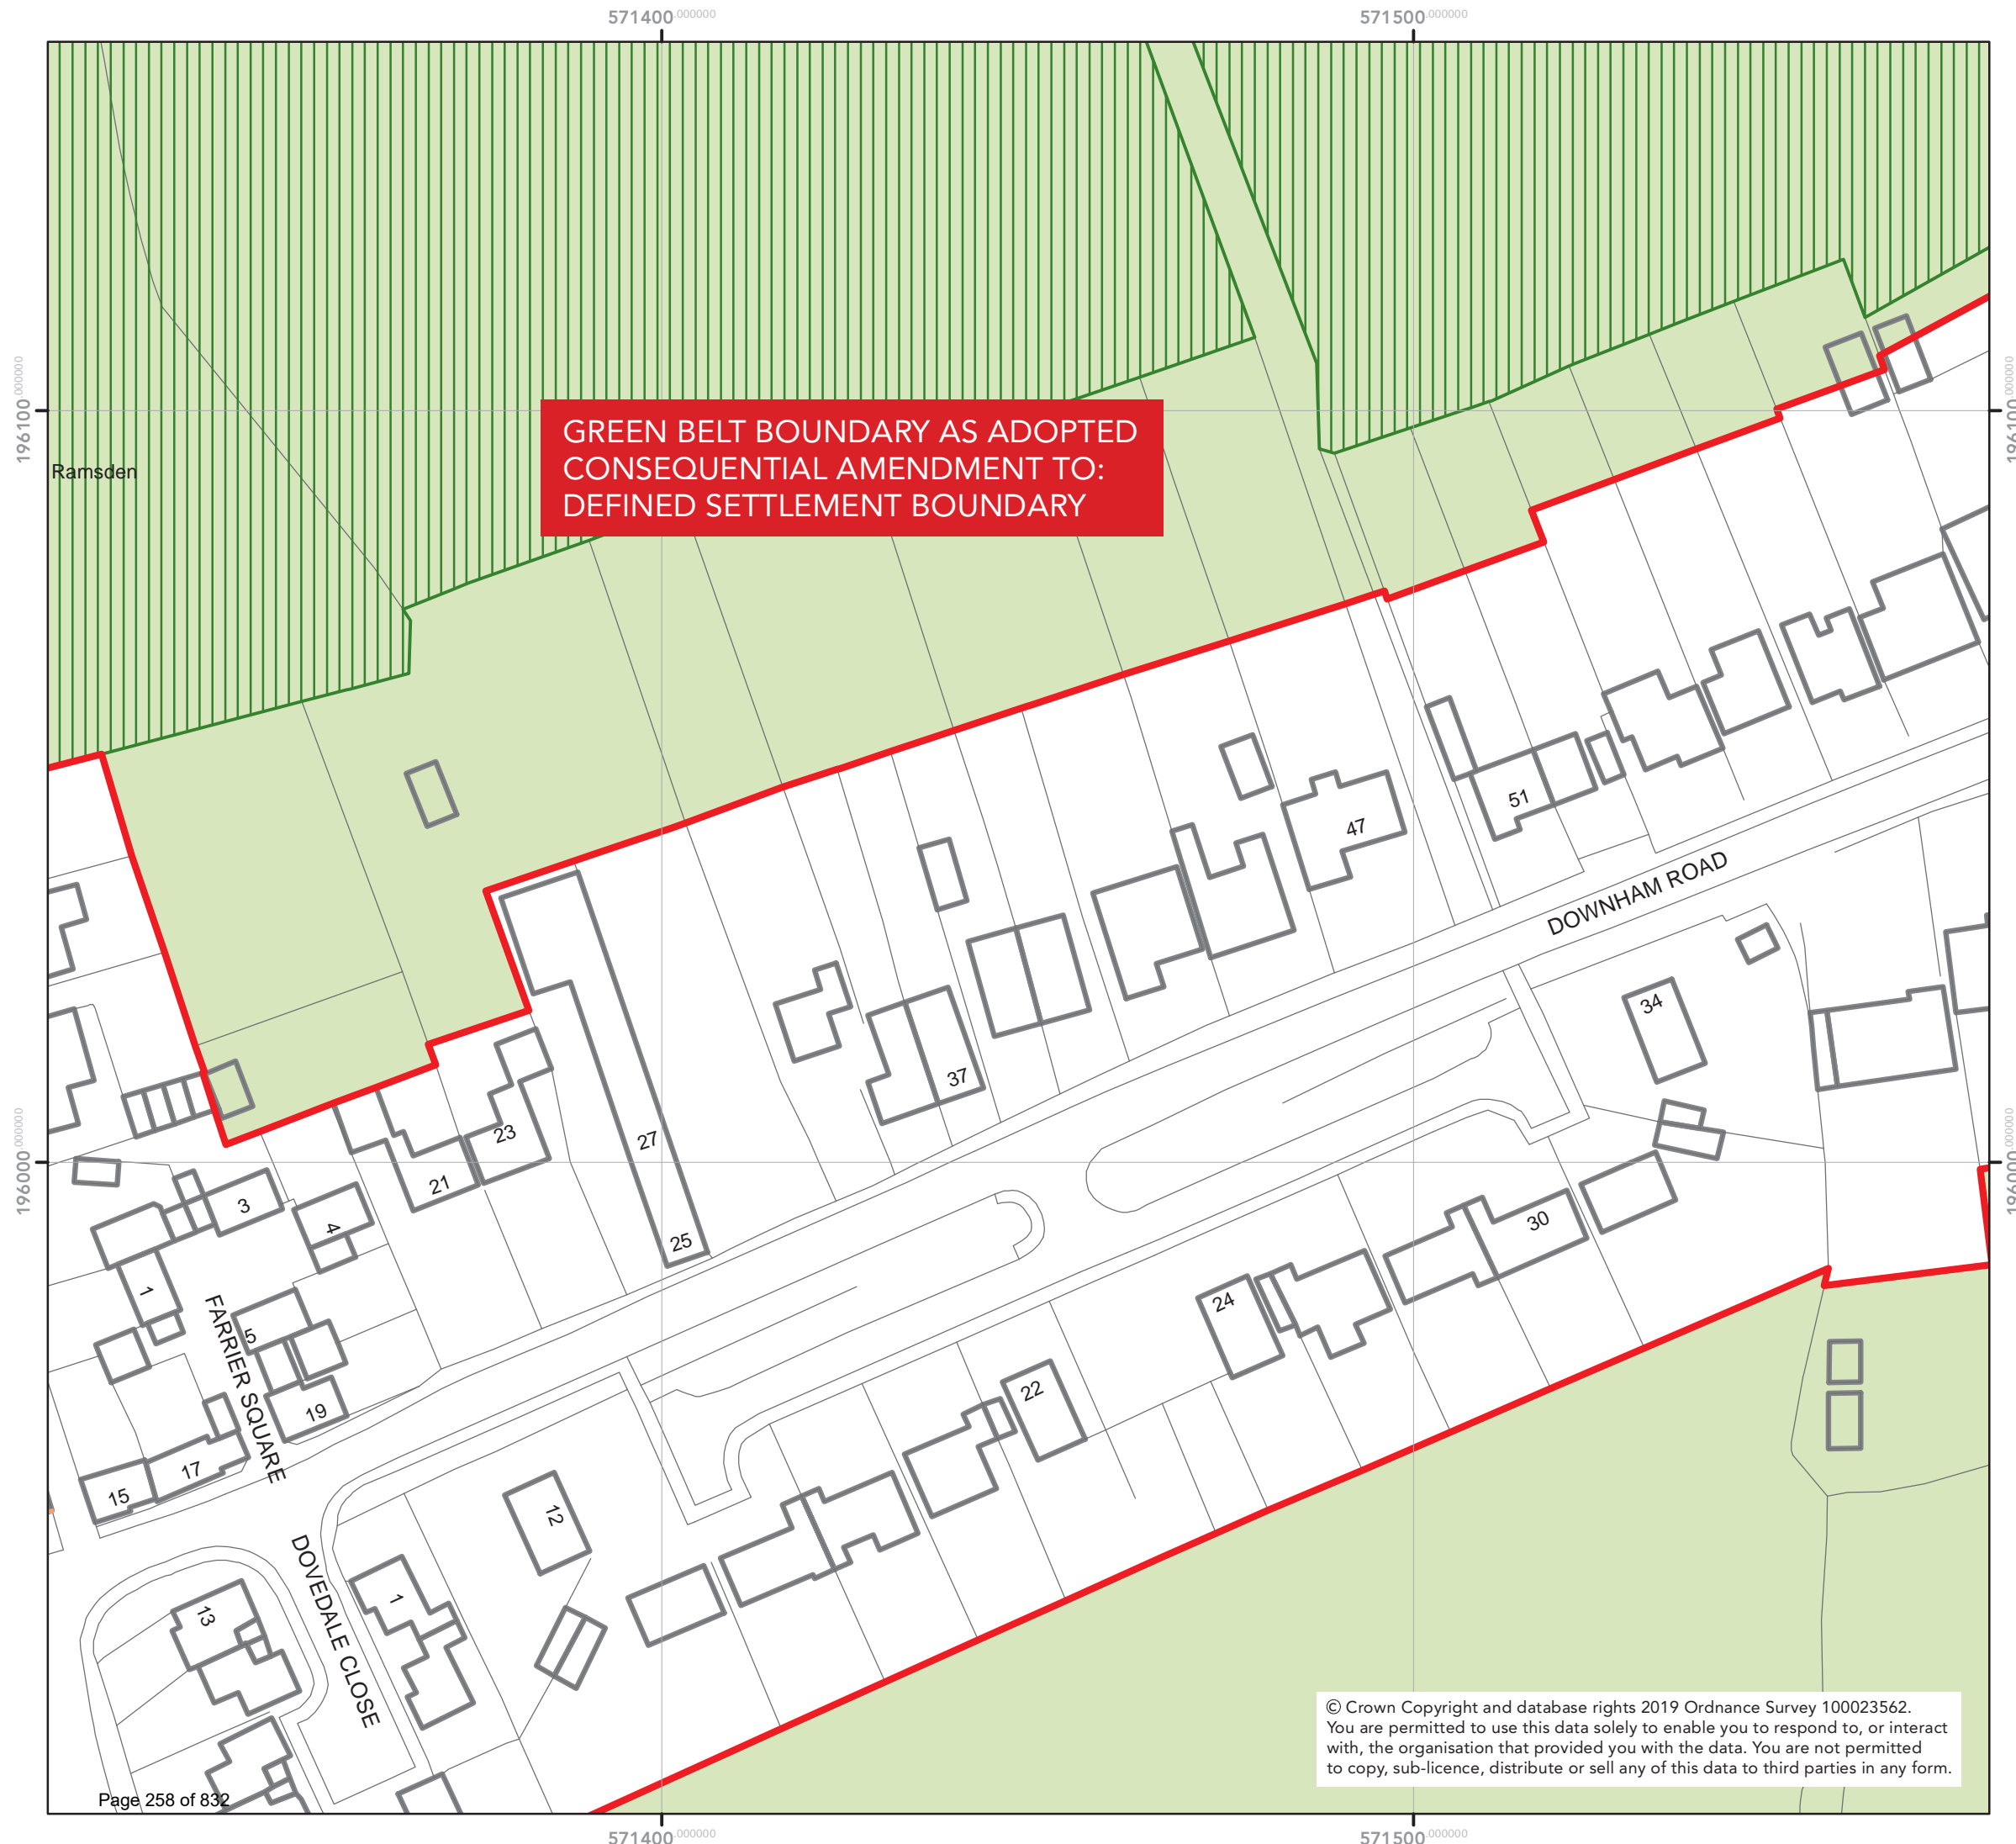 571400.000000
571500.000000
196100.000000
196100.000000
Ramsden
GREEN BELT BOUNDARY AS ADOPTED
CONSEQUENTIAL AMENDMENT TO:
DEFINED SETTLEMENT BOUNDARY
51
47
DOWNHAM ROAD
34
37
23
27
21
196000.000000
196000.000000
3
4
30
25
1
24
5
FARRIER SQUARE
22
19
17
15
12
DOVEDALE CLOSE
1
13
© Crown Copyright and database rights 2019 Ordnance Survey 100023562.
You are permitted to use this data solely to enable you to respond to, or interact
with, the organisation that provided you with the data. You are not permitted
to copy, sub-licence, distribute or sell any of this data to third parties in any form.
Page 258 of 832
571400.000000
571500.000000